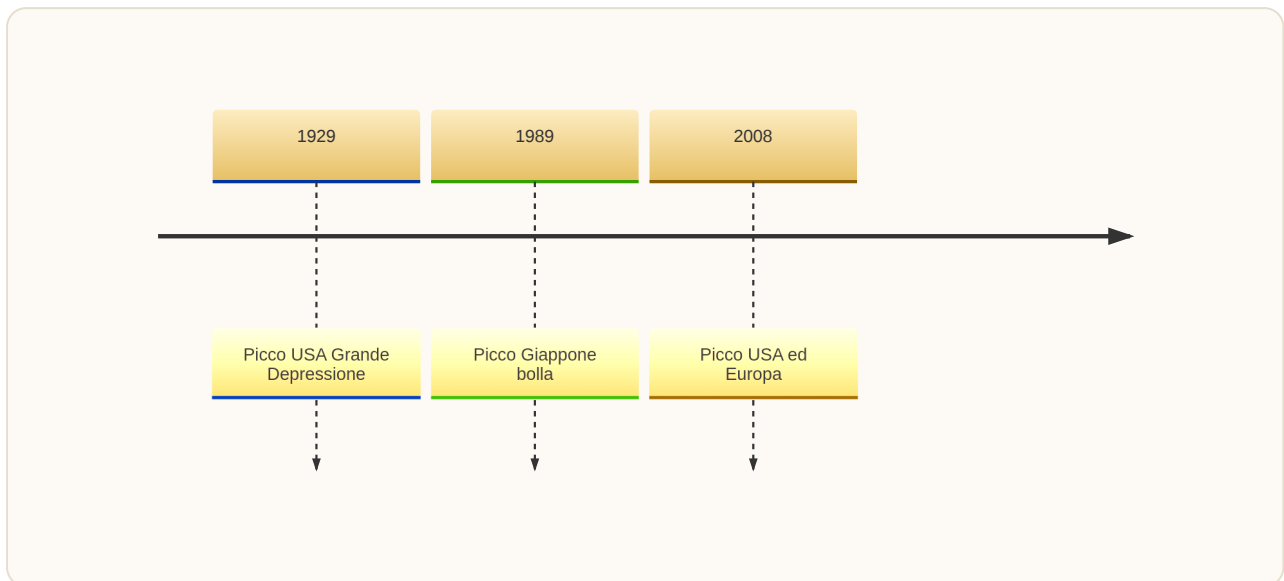 1929
1989
2008
Picco USA Grande
Depressione
Picco Giappone
bolla
Picco USA ed
Europa